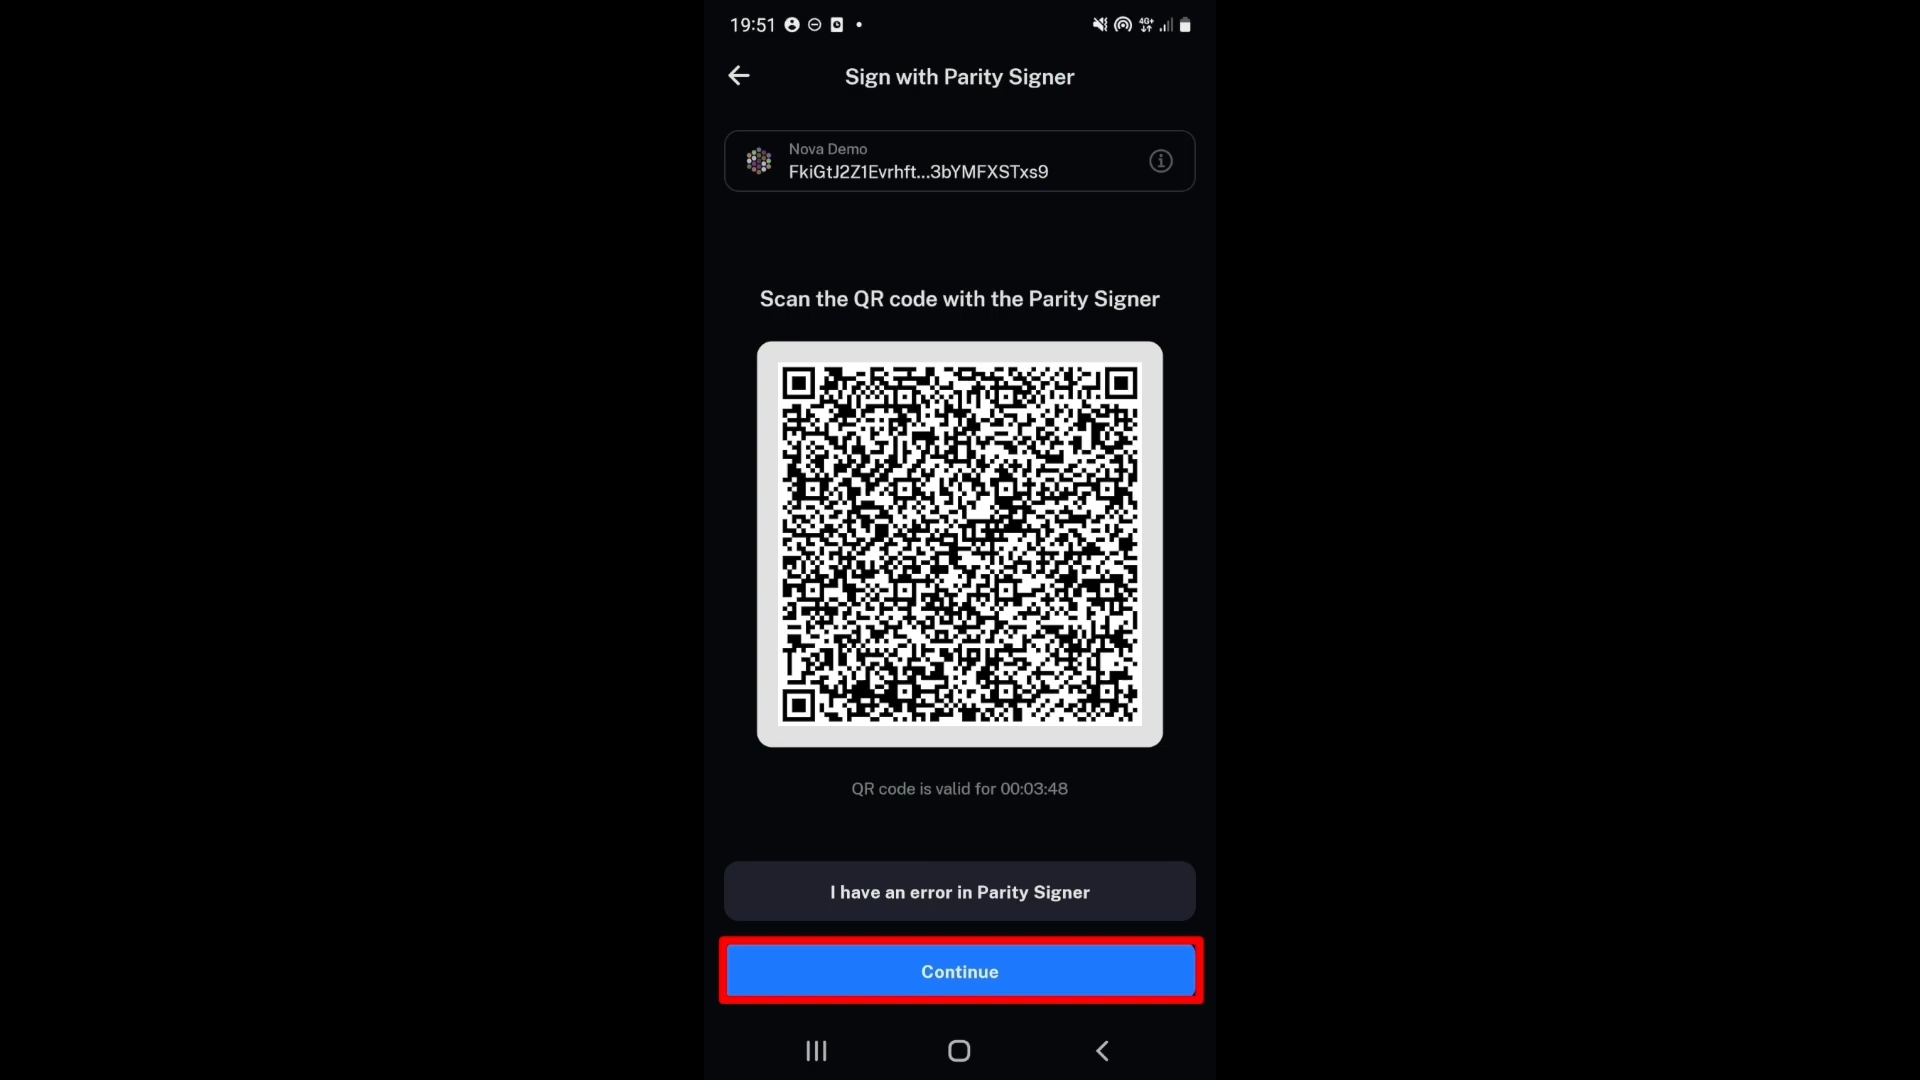 19:51
4G+
Sign with Parity Signer
Nova Demo
FkiGtJ2Z1Evrhft...3bYMFXSTxs9
Scan the QR code with the Parity Signer
QR code is valid for 00:03:48
I have an error in Parity Signer
Continue